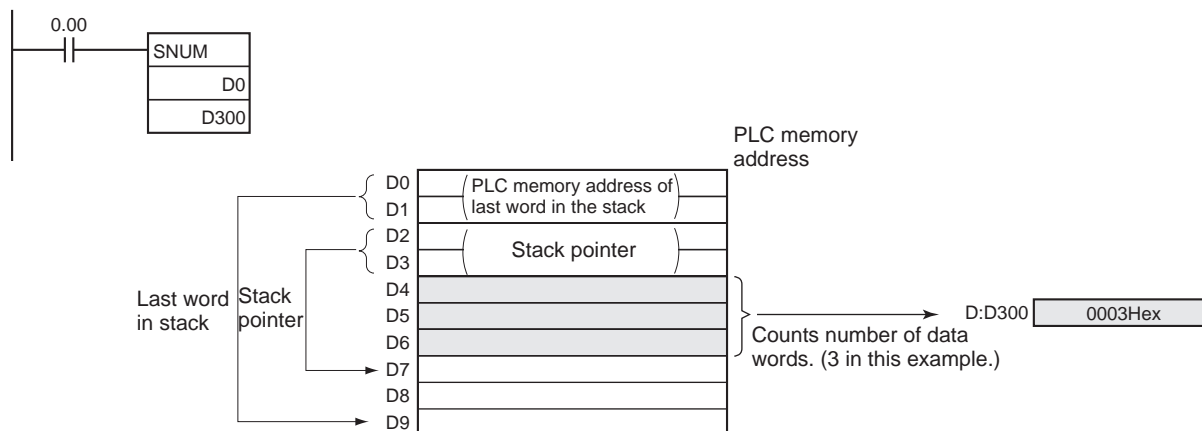 0.00
SNUM
D0
D300
PLC memory
address
D0
D1
D2
D3
D4
D5
D6
D7
D8
D9
PLC memory address of
last word in the stack
Stack pointer
Last word
in stack
Stack
pointer
Counts number of data
words. (3 in this example.)
D:D300
0003Hex